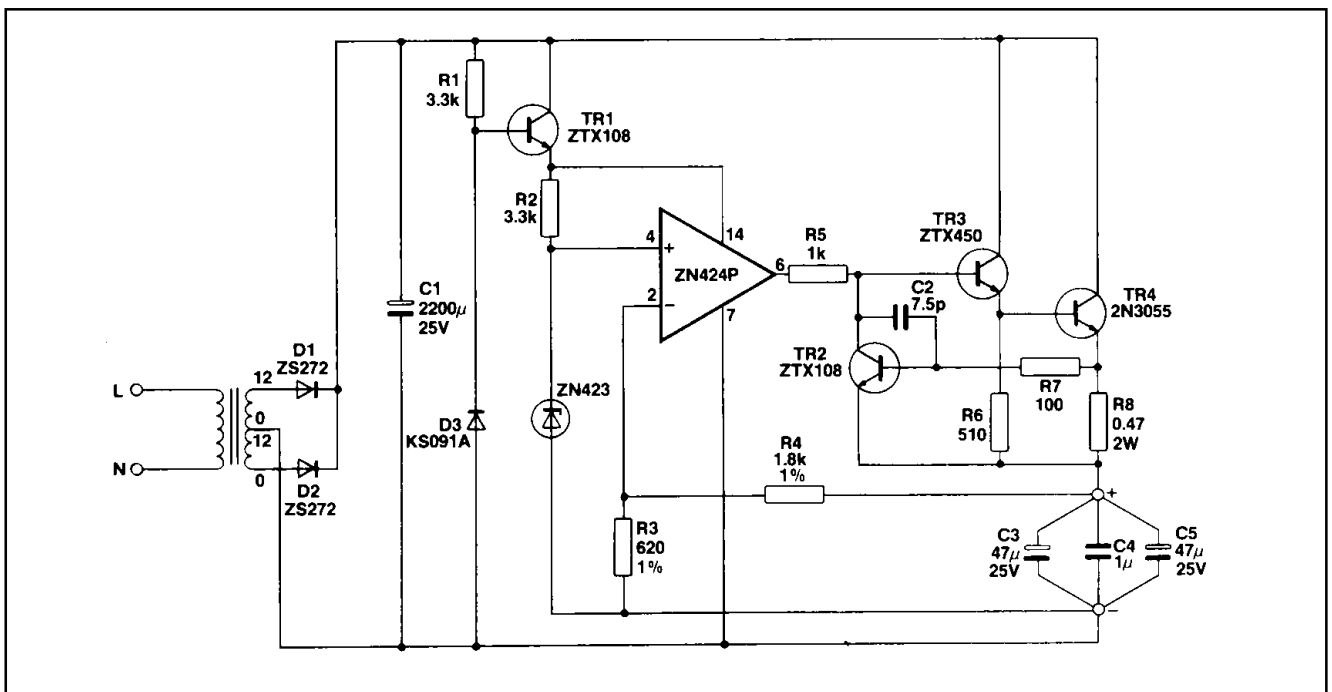 R1
3.3k
TR1
ZTX108
R2
3.3k
4
+
14
ZN424P
2
−
7
6
R5
1k
TR3
ZTX450
C2
7.5p
TR4
2N3055
TR2
ZTX108
C1
2200μ
25V
D1
ZS272
L
N
12
0
12
0
D2
ZS272
D3
KS091A
ZN423
R7
100
R6
510
R8
0.47
2W
R4
1.8k
1%
R3
620
1%
+
C3
47μ
25V
C4
1μ
C5
47μ
25V
−